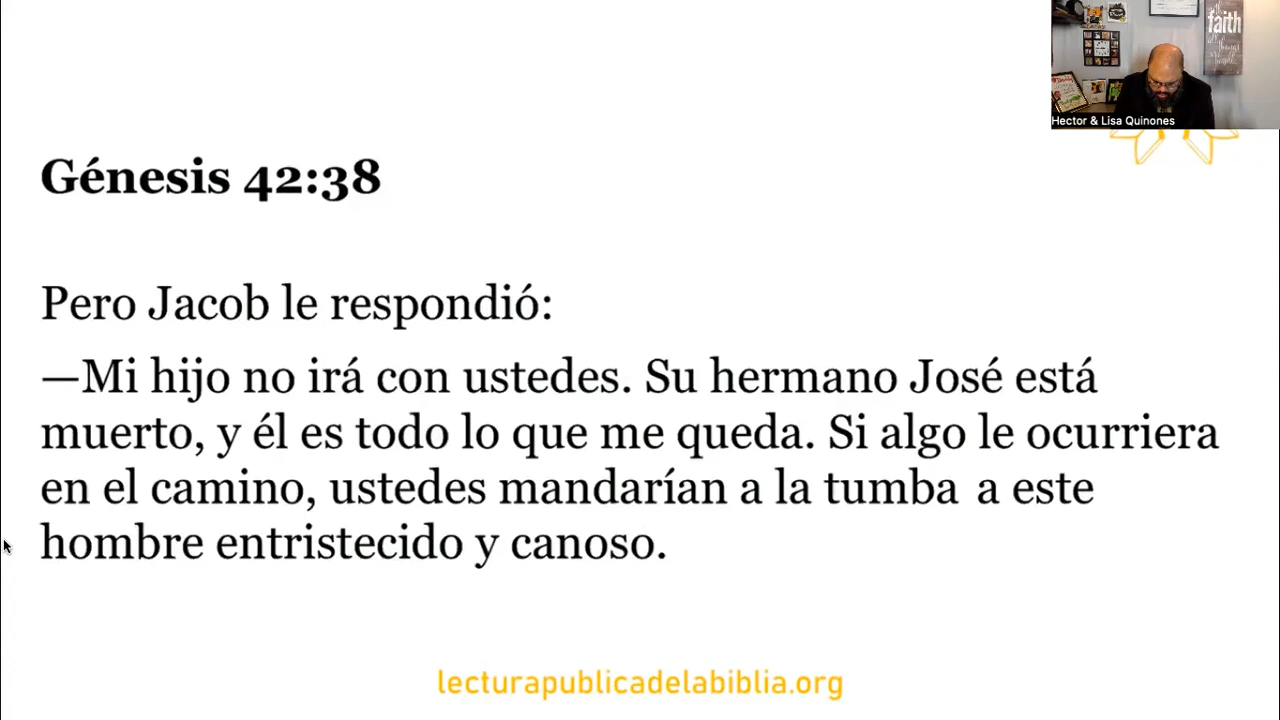 faith
Hector & Lisa Quinones
Génesis 42:38
Pero Jacob le respondió:
—Mi hijo no irá con ustedes. Su hermano José está
muerto, y él es todo lo que me queda. Si algo le ocurriera
en el camino, ustedes mandarían a la tumba a este
hombre entristecido y canoso.
lecturapublicadelabiblia.org